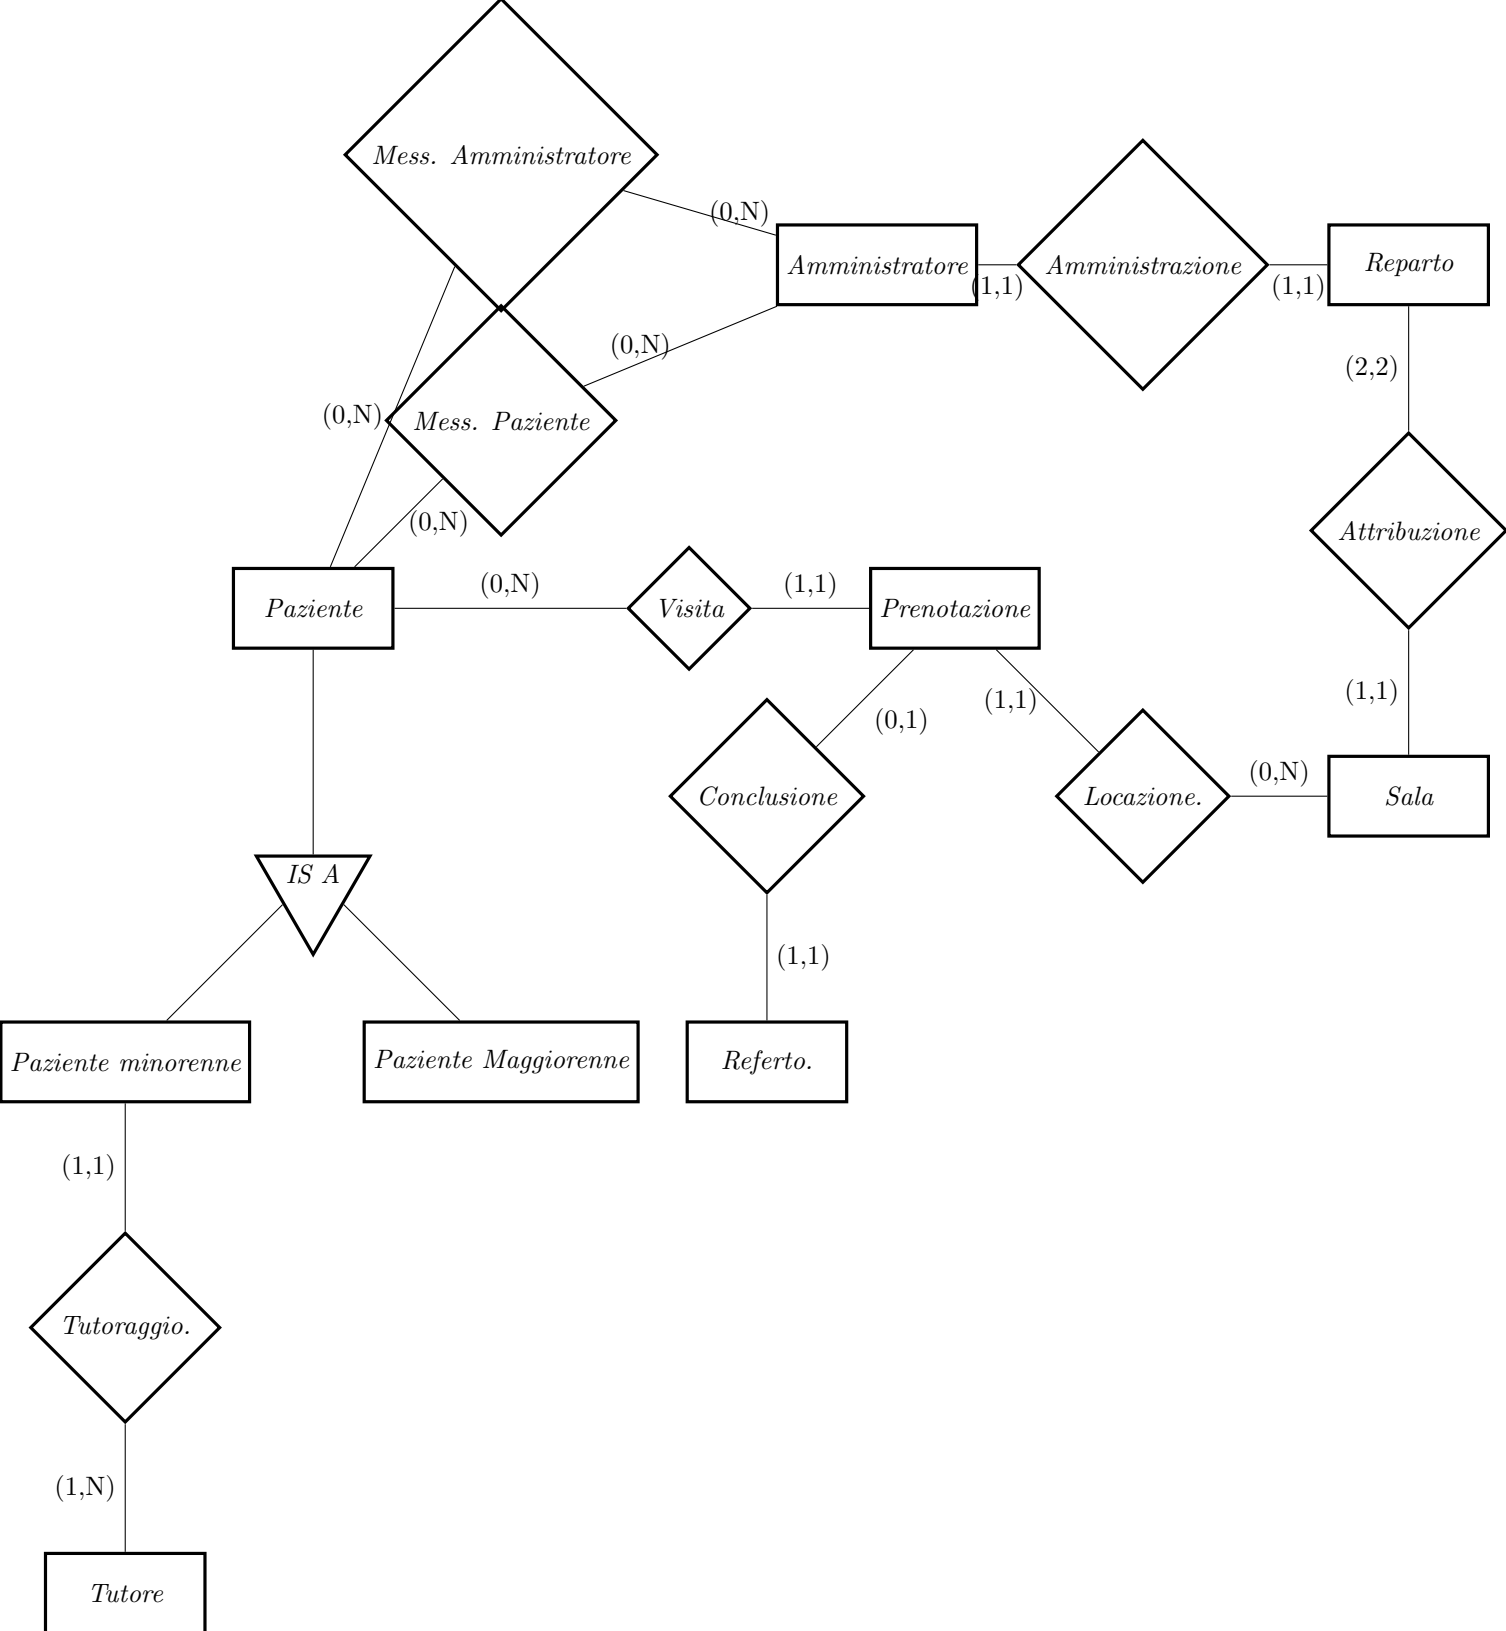 Mess. Amministratore
(0,N)
Amministratore
(1,1)
Amministrazione
(1,1)
Reparto
(0,N)
(2,2)
(0,N)
Mess. Paziente
(0,N)
Attribuzione
Paziente
(0,N)
Visita
(1,1)
Prenotazione
(1,1)
(0,1)
(1,1)
Conclusione
Locazione.
(0,N)
Sala
IS A
(1,1)
Paziente minorenne
Paziente Maggiorenne
Referto.
(1,1)
Tutoraggio.
(1,N)
Tutore